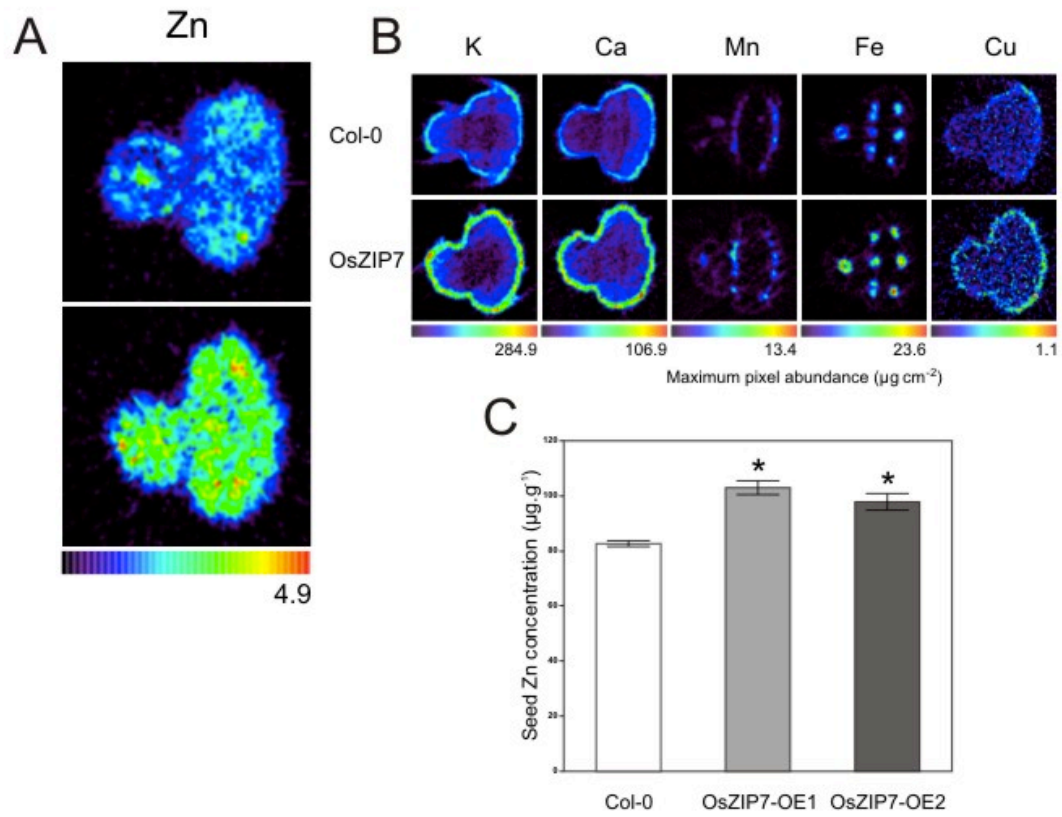 A
Zn
4.9
B
K Ca Mn Fe Cu
Col-0
OsZIP7
284.9 106.9 13.4 23.6 1.1
Maximum pixel abundance (µg cm⁻²)
C
Seed Zn concentration (µg.g⁻¹)
120
100
80
60
40
20
0
* *
Col-0 OsZIP7-OE1 OsZIP7-OE2